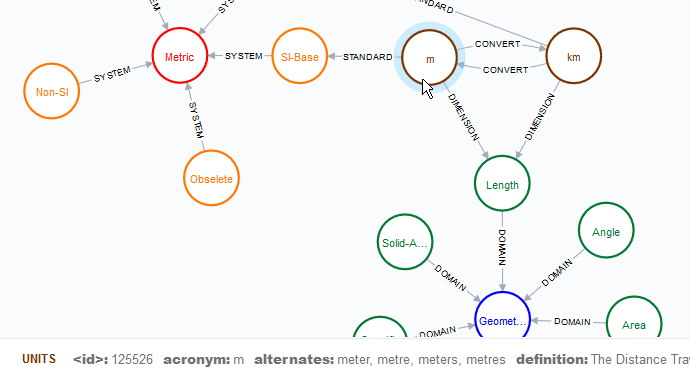 NDARD
Metric
SYSTEM
SI-Base
STANDARD
m
CONVERT
CONVERT
km
Non-SI
SYSTEM
SYSTEM
DIMENSION
DIMENSION
Obselete
Length
Solid-A...
DOMAIN
Angle
DOMAIN
DOMAIN
Geomet...
DOMAIN
DOMAIN
Area
UNITS <id>: 125526 acronym: m alternates: meter, metre, meters, metres definition: The Distance Tra